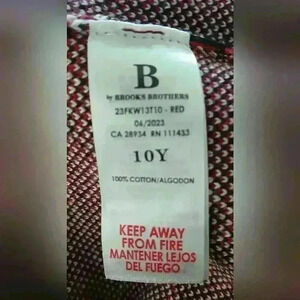 B
by BROOKS BROTHERS
23FKW13T10 - RED
06/2023
CA 28934 RN 111433
10Y
100% COTTON/ALGODON
KEEP AWAY
FROM FIRE
MANTENER LEJOS
DEL FUEGO